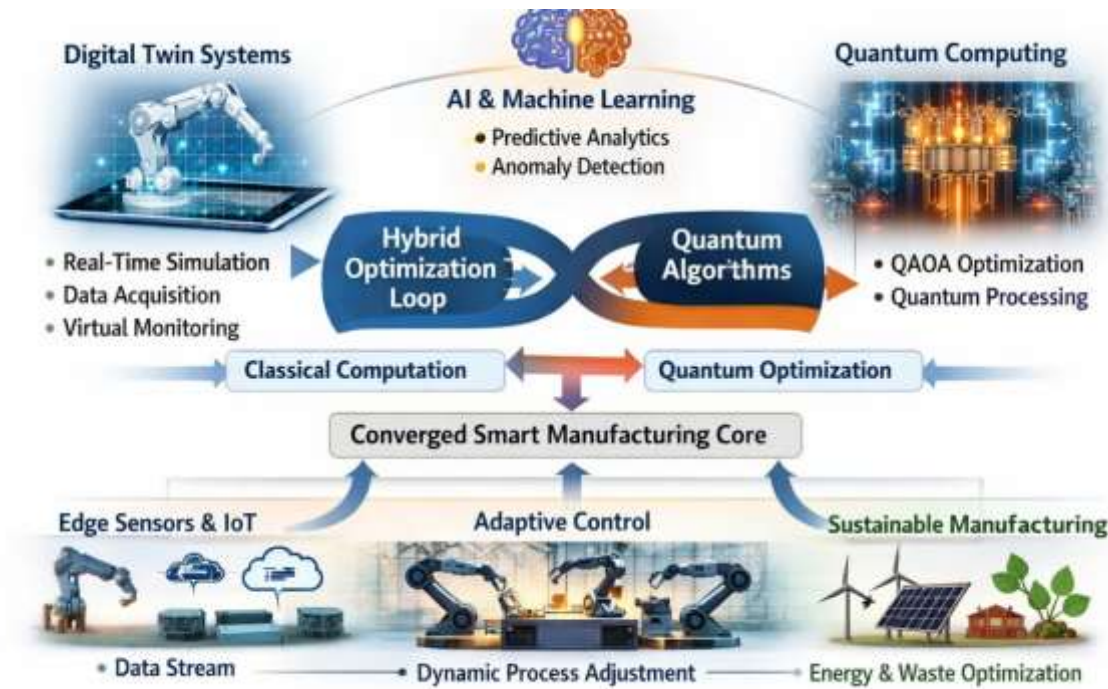 Digital Twin Systems
Quantum Computing
AI & Machine Learning
• Predictive Analytics
• Anomaly Detection
Hybrid
Optimization
Loop
Quantum
Algorithms
• Real-Time Simulation
• Data Acquisition
• Virtual Monitoring
• QAOA Optimization
• Quantum Processing
Classical Computation
Quantum Optimization
Converged Smart Manufacturing Core
Edge Sensors & IoT
Adaptive Control
Sustainable Manufacturing
• Data Stream
• Dynamic Process Adjustment
• Energy & Waste Optimization